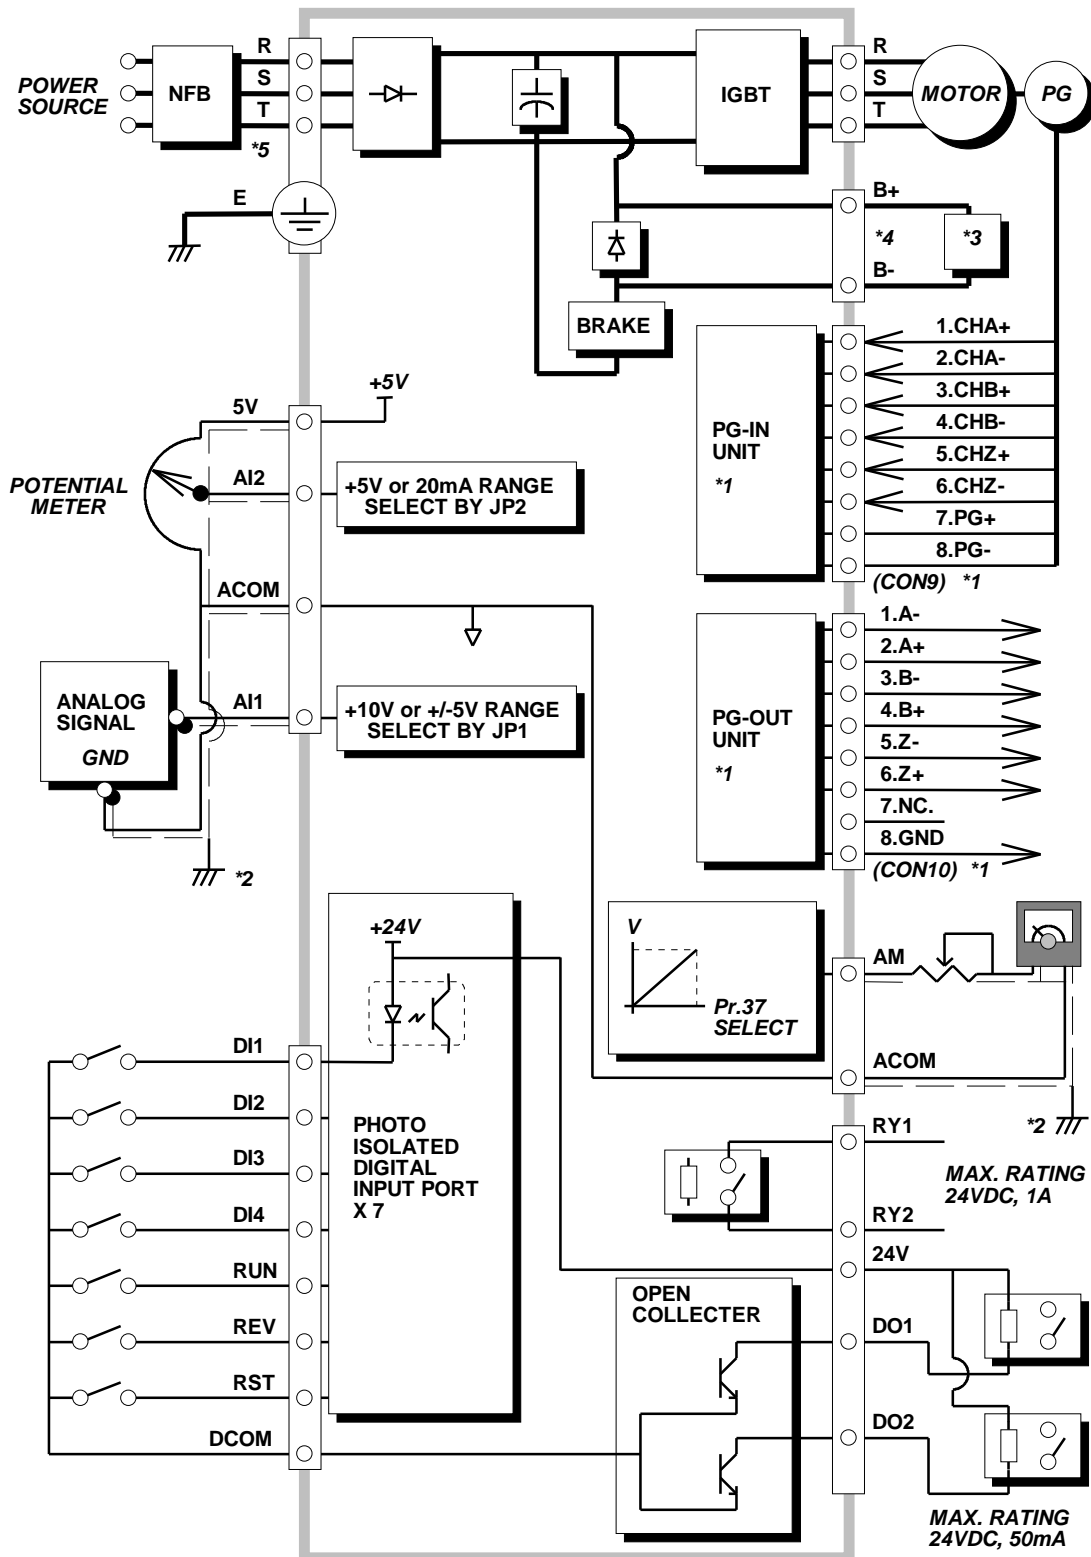 POWER
SOURCE
NFB
R
S
T
*5
E
IGBT
R
S
T
MOTOR
PG
B+
*4
*3
B-
BRAKE
+5V
5V
AI2
POTENTIAL
METER
+5V or 20mA RANGE
SELECT BY JP2
ACOM
ANALOG
SIGNAL
GND
AI1
+10V or +/-5V RANGE
SELECT BY JP1
*2
PG-IN
UNIT
*1
1.CHA+
2.CHA-
3.CHB+
4.CHB-
5.CHZ+
6.CHZ-
7.PG+
8.PG-
(CON9) *1
PG-OUT
UNIT
*1
1.A-
2.A+
3.B-
4.B+
5.Z-
6.Z+
7.NC.
8.GND
(CON10) *1
V
Pr.37
SELECT
AM
ACOM
*2
+24V
PHOTO
ISOLATED
DIGITAL
INPUT PORT
X 7
DI1
DI2
DI3
DI4
RUN
REV
RST
DCOM
RY1
MAX. RATING
24VDC, 1A
RY2
24V
OPEN
COLLECTER
DO1
DO2
MAX. RATING
24VDC, 50mA